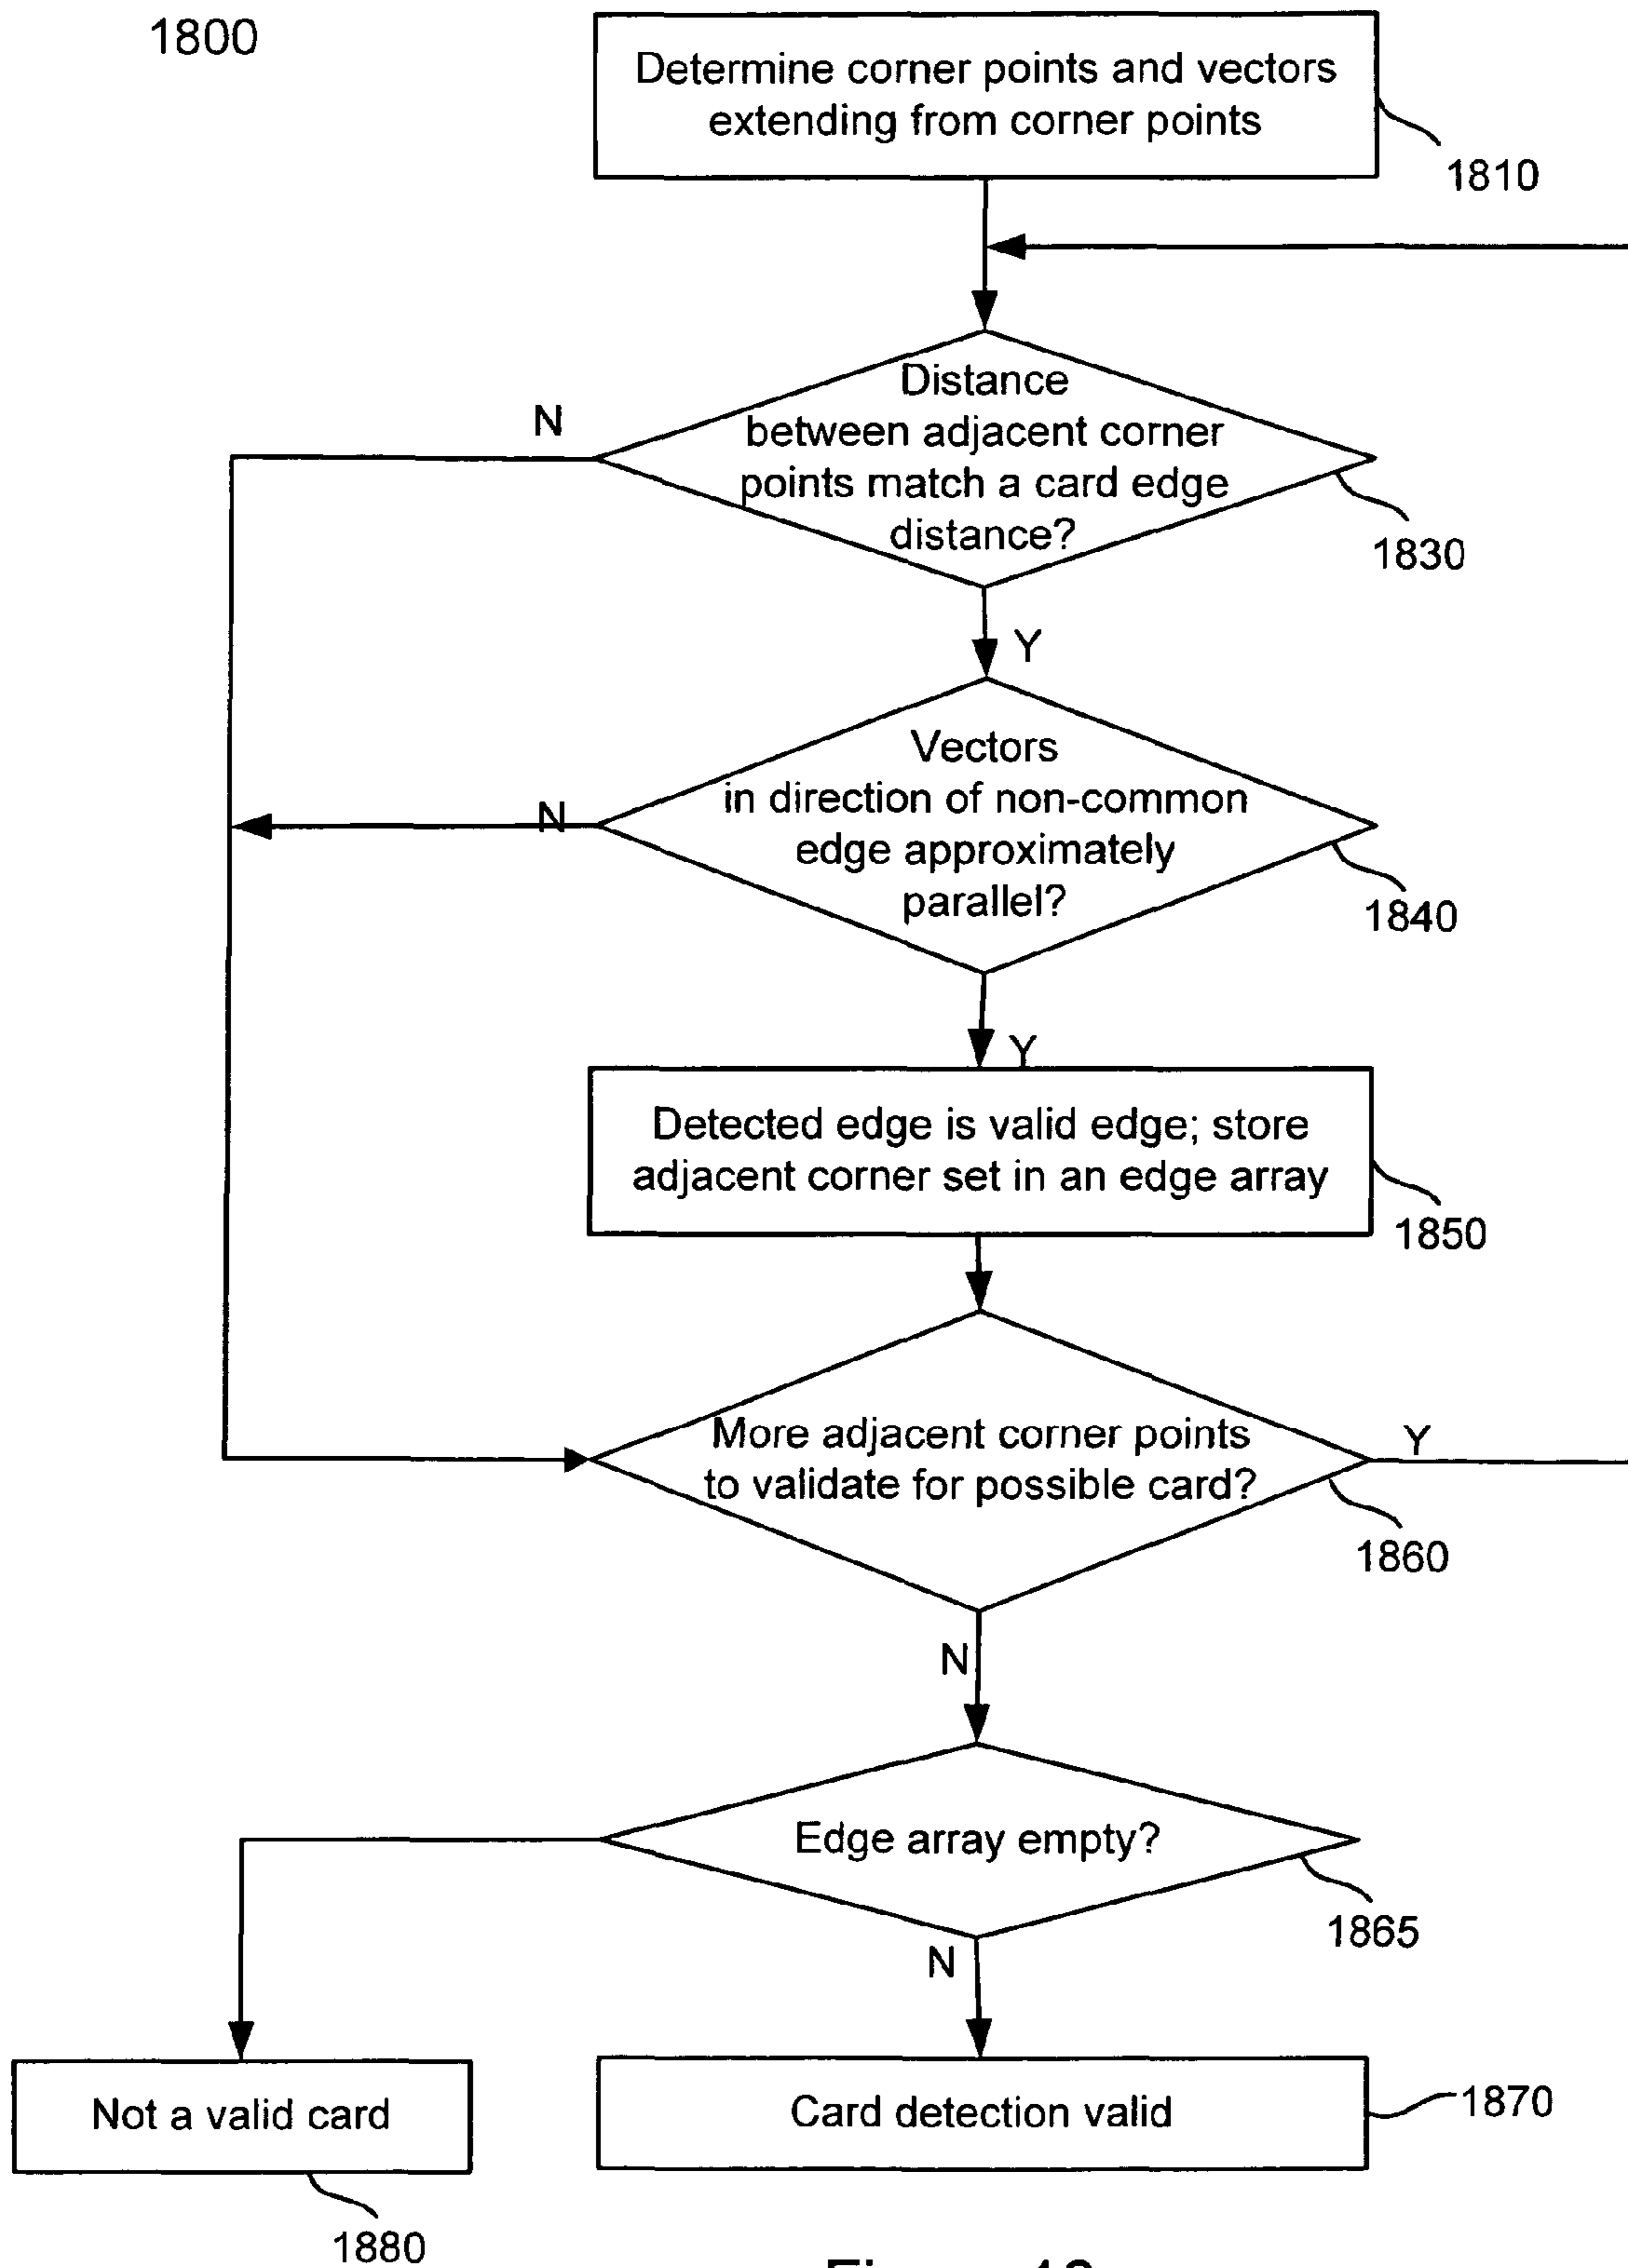 1800
Determine corner points and vectors
extending from corner points
1810
Distance
between adjacent corner
points match a card edge
distance?
N
1830
Y
Vectors
in direction of non-common
edge approximately
parallel?
N
1840
Y
Detected edge is valid edge; store
adjacent corner set in an edge array
1850
More adjacent corner points
to validate for possible card?
Y
1860
N
Edge array empty?
1865
N
Not a valid card
Card detection valid
1870
1880
Figure 18